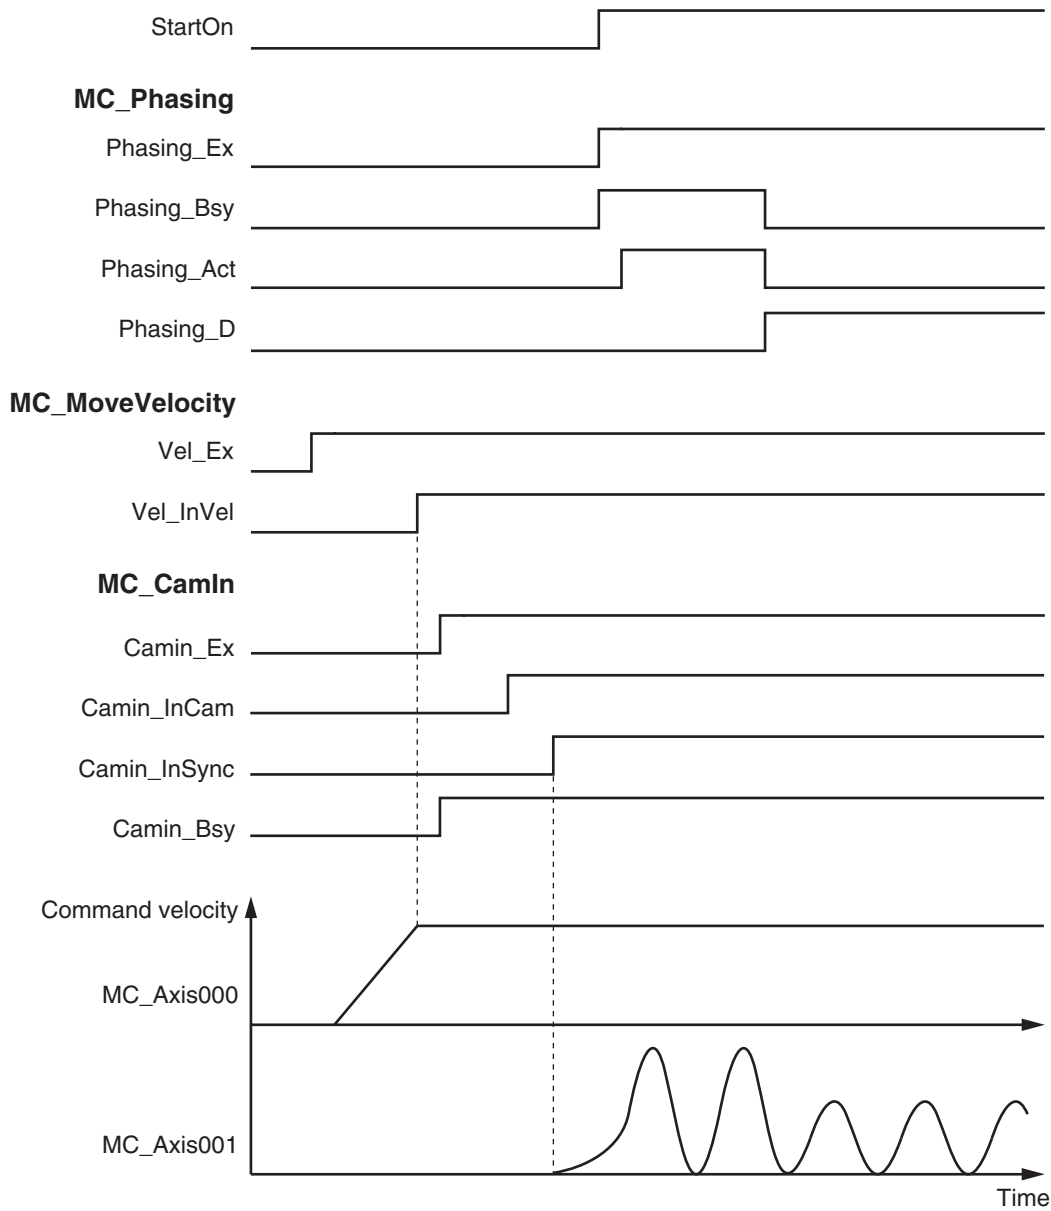 StartOn
MC_Phasing
Phasing_Ex
Phasing_Bsy
Phasing_Act
Phasing_D
MC_MoveVelocity
Vel_Ex
Vel_InVel
MC_CamIn
Camin_Ex
Camin_InCam
Camin_InSync
Camin_Bsy
Command velocity
MC_Axis000
MC_Axis001
Time